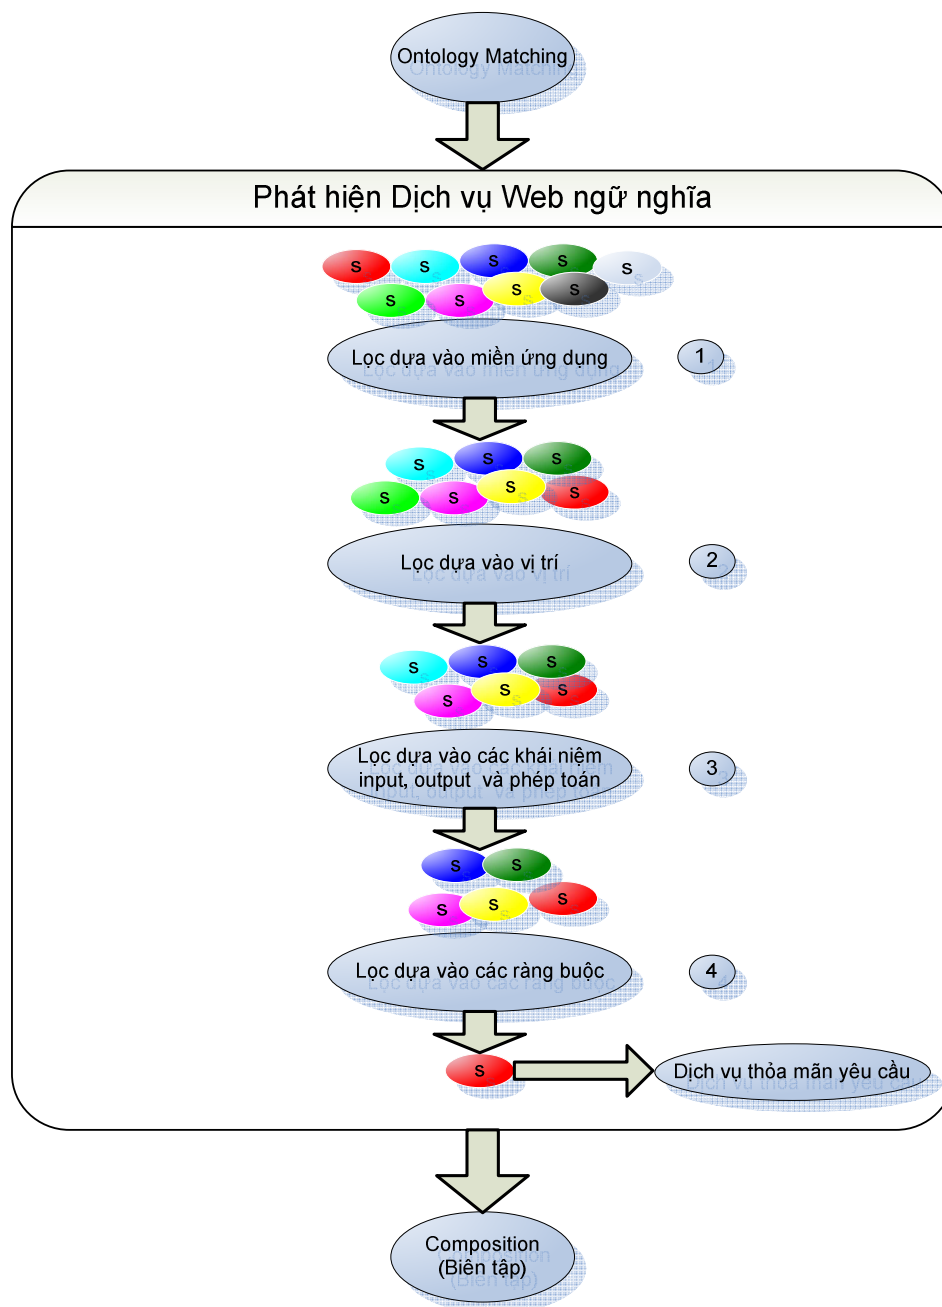 Ontology Matching
Phát hiện Dịch vụ Web ngữ nghĩa
S S S S S
S S S S
Lọc dựa vào miền ứng dụng 1
S S S
S S S S
Lọc dựa vào vị trí 2
S S S
S S S
Lọc dựa vào các khái niệm
input, output và phép toán 3
S S
S S S
Lọc dựa vào các ràng buộc 4
S Dịch vụ thỏa mãn yêu cầu
Composition
(Biên tập)